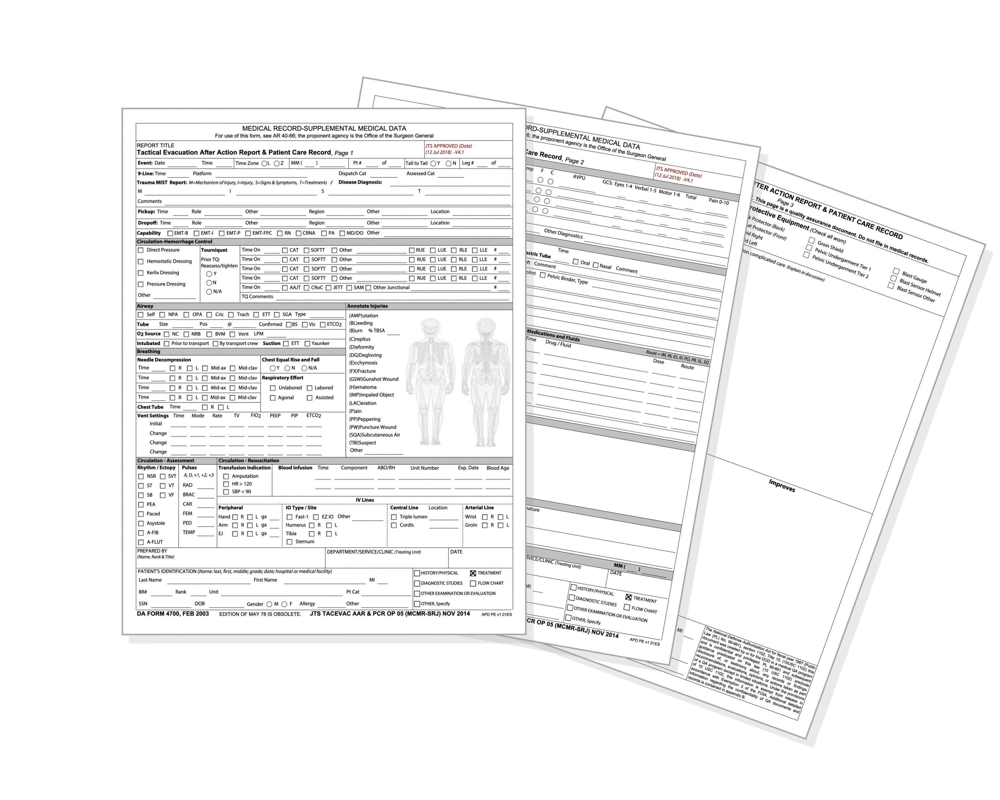 MEDICAL RECORD-SUPPLEMENTAL MEDICAL DATA
For use of this form, see AR 40-66; the proponent agency is the Office of the Surgeon General
REPORT TITLE
Tactical Evacuation After Action Report & Patient Care Record, Page 1
JTS APPROVED (Date)
(12 Jul 2018) -V4.1
Event: Date Time Time Zone L Z MM ( ) Pt # of Tail to Tail Y N Leg # of
9-Line: Time Platform Dispatch Cat Assessed Cat
Trauma MIST Report: M=Mechanism of Injury, I=Injury, S=Signs & Symptoms, T=Treatments / Disease Diagnosis:
M I S T
Comments
Pickup: Time Role Other Region Other Location
Dropoff: Time Role Other Region Other Location
Capability EMT-B EMT-I EMT-P EMT-FPC RN CRNA PA MD/DO Other
Circulation-Hemorrhage Control
Direct Pressure
Hemostatic Dressing
Kerlix Dressing
Pressure Dressing
Other
Tourniquet
Prior TQ:
Reassess/tighten
Y
N
N/A
Time On CAT SOFTT Other RUE LUE RLE LLE #
Time On CAT SOFTT Other RUE LUE RLE LLE #
Time On CAT SOFTT Other RUE LUE RLE LLE #
Time On CAT SOFTT Other RUE LUE RLE LLE #
Time On AAJT CRoC JETT SAM Other Junctional #
TQ Comments
Airway
Self NPA OPA Cric Trach ETT SGA Type
Tube Size Pos @ Confirmed BS Vis ETCO2
O2 Source NC NRB BVM Vent LPM
Intubated Prior to transport By transport crew Suction ETT Yaunker
Breathing
Needle Decompression
Time R L Mid-ax Mid-clav
Time R L Mid-ax Mid-clav
Time R L Mid-ax Mid-clav
Time R L Mid-ax Mid-clav
Chest Equal Rise and Fall
Y N N/A
Respiratory Effort
Unlabored Labored
Agonal Assisted
Chest Tube Time R L
Vent Settings Time Mode Rate TV FiO2 PEEP PIP ETCO2
Initial
Change
Change
Change
Annotate Injuries
(AMP)utation
(BL)eeding
(B)urn % TBSA
(C)repitus
(D)eformity
(DG)Degloving
(E)cchymosis
(FX)Fracture
(GSW)Gunshot Wound
(H)ematoma
(IMP)Impaled Object
(LAC)eration
(P)ain
(PP)Peppering
(PW)Puncture Wound
(SQA)Subcutaneous Air
(TBI)Suspect
Other
Circulation - Assessment
Rhythm / Ectopy Pulses
NSR SVT A, D, +1, +2, +3
ST VT RAD
SB VF BRAC
PEA CAR
Paced FEM
Asystole PED
A-FIB TEMP
A-FLUT
Circulation - Resuscitation
Transfusion Indication
Amputation
HR > 120
SBP < 90
Blood Infusion Time Component ABO/RH Unit Number Exp. Date Blood Age
IV Lines
Peripheral
Hand R L ga
Arm R L ga
EJ R L ga
IO Type / Site
Fast-1 EZ IO Other
Humerus R L
Tibia R L
Sternum
Central Line Location
Triple lumen
Cordis
Arterial Line
Wrist R L
Groin R L
PREPARED BY
(Name, Rank & Title)
DEPARTMENT/SERVICE/CLINIC (Treating Unit)
DATE
PATIENT'S IDENTIFICATION (Name: last, first, middle; grade; date; hospital or medical facility)
Last Name First Name MI
BR# Rank Unit Pt Cat
SSN DOB Gender M F Allergy Other
HISTORY/PHYSICAL TREATMENT
DIAGNOSTIC STUDIES FLOW CHART
OTHER EXAMINATION OR EVALUATION
OTHER, Specify
DA FORM 4700, FEB 2003 EDITION OF MAY 78 IS OBSOLETE. JTS TACEVAC AAR & PCR OP 05 (MCMR-SRJ) NOV 2014 APD PE v1.01ES
ORD-SUPPLEMENTAL MEDICAL DATA
6; the proponent agency is the Office of the Surgeon General
Care Record, Page 2
JTS APPROVED (Date)
(12 Jul 2018) -V4.1
mp F C AVPU GCS: Eyes 1-4 Verbal 1-5 Motor 1-6 Total Pain 0-10
Other Diagnostics
astric Tube Time Oral Nasal Comment
ft Comment
plint Pelvic Binder, Type
Medications and Fluids Route = IM, IN, IO, IV, PO, PR, SL, SQ
Time Drug / Fluid Dose Route
nature
MM ( )
RVICE/CLINIC (Treating Unit) DATE
MI
HISTORY/PHYSICAL TREATMENT
DIAGNOSTIC STUDIES FLOW CHART
OTHER EXAMINATION OR EVALUATION
OTHER, Specify
CR OP 05 (MCMR-SRJ) NOV 2014 APD PE v1.01ES
FTER ACTION REPORT & PATIENT CARE RECORD
Page 3
. This page is a quality assurance document. Do not file in medical records.
rotective Equipment (Check all worn)
k Protector (Back) Groin Shield Blast Gauge
at Protector (Front) Pelvic Undergarment Tier 1 Blast Sensor Helmet
id Right Pelvic Undergarment Tier 2 Blast Sensor Other
d Left
ion complicated care (Explain in discussion)
Improves
MI
The National Defense Authorization Act for fiscal year 1987 (Public
Law (PL) No. 99-661), section 1102, Title 10, (10USC 1102) this
document was created by or for the DOD in a medical QA program
and is confidential and privileged. PL 99-661 and subsequent
guidance predicated on this law (10 USC 1102) preclude
disclosure of, or testimony about, any records or findings,
recommendations, evaluations, opinions, or actions taken as part
of a QA program except in limited situations. Under the provisions
of 10 USC 1102, this information is exempt from release in
accordance with Exemption 3 of the FOIA. Additional detailed
information regarding the confidentiality of QA documents and
records is contained in appendix B.